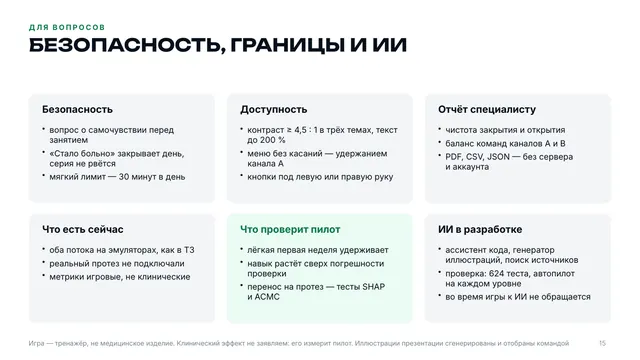 ДЛЯ ВОПРОСОВ
БЕЗОПАСНОСТЬ, ГРАНИЦЫ И ИИ
Безопасность
• вопрос о самочувствии перед
занятием
• «Стало больно» закрывает день,
серия не рвётся
• мягкий лимит — 30 минут в день
Доступность
• контраст ≥ 4,5 : 1 в трёх темах, текст
до 200 %
• меню без касаний — удержанием
канала A
• кнопки под левую или правую руку
Отчёт специалисту
• чистота закрытия и открытия
• баланс команд каналов A и B
• PDF, CSV, JSON — без сервера
и аккаунта
Что есть сейчас
• оба потока на эмуляторах, как в ТЗ
• реальный протез не подключали
• метрики игровые, не клинические
Что проверит пилот
• лёгкая первая неделя удерживает
• навык растёт сверх погрешности
проверки
• перенос на протез — тесты SHAP
и ACMC
ИИ в разработке
• ассистент кода, генератор
иллюстраций, поиск источников
• проверка: 624 теста, автопилот
на каждом уровне
• во время игры к ИИ не обращается
Игра — тренажёр, не медицинское изделие. Клинический эффект не заявляем: его измерит пилот. Иллюстрации презентации сгенерированы и отобраны командой
15